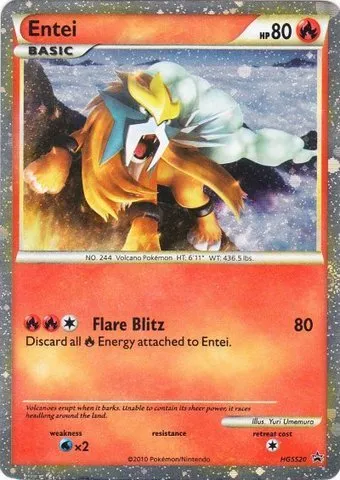 Entei
HP 80
BASIC
NO. 244 Volcano Pokémon HT: 6'11" WT: 436.5 lbs.
Flare Blitz 80
Discard all Energy attached to Entei.
Volcanoes erupt when it barks. Unable to contain its sheer power, it races
headlong around the land.
Illus. Yuri Umemura
weakness resistance retreat cost
×2
©2010 Pokémon/Nintendo HGSS20